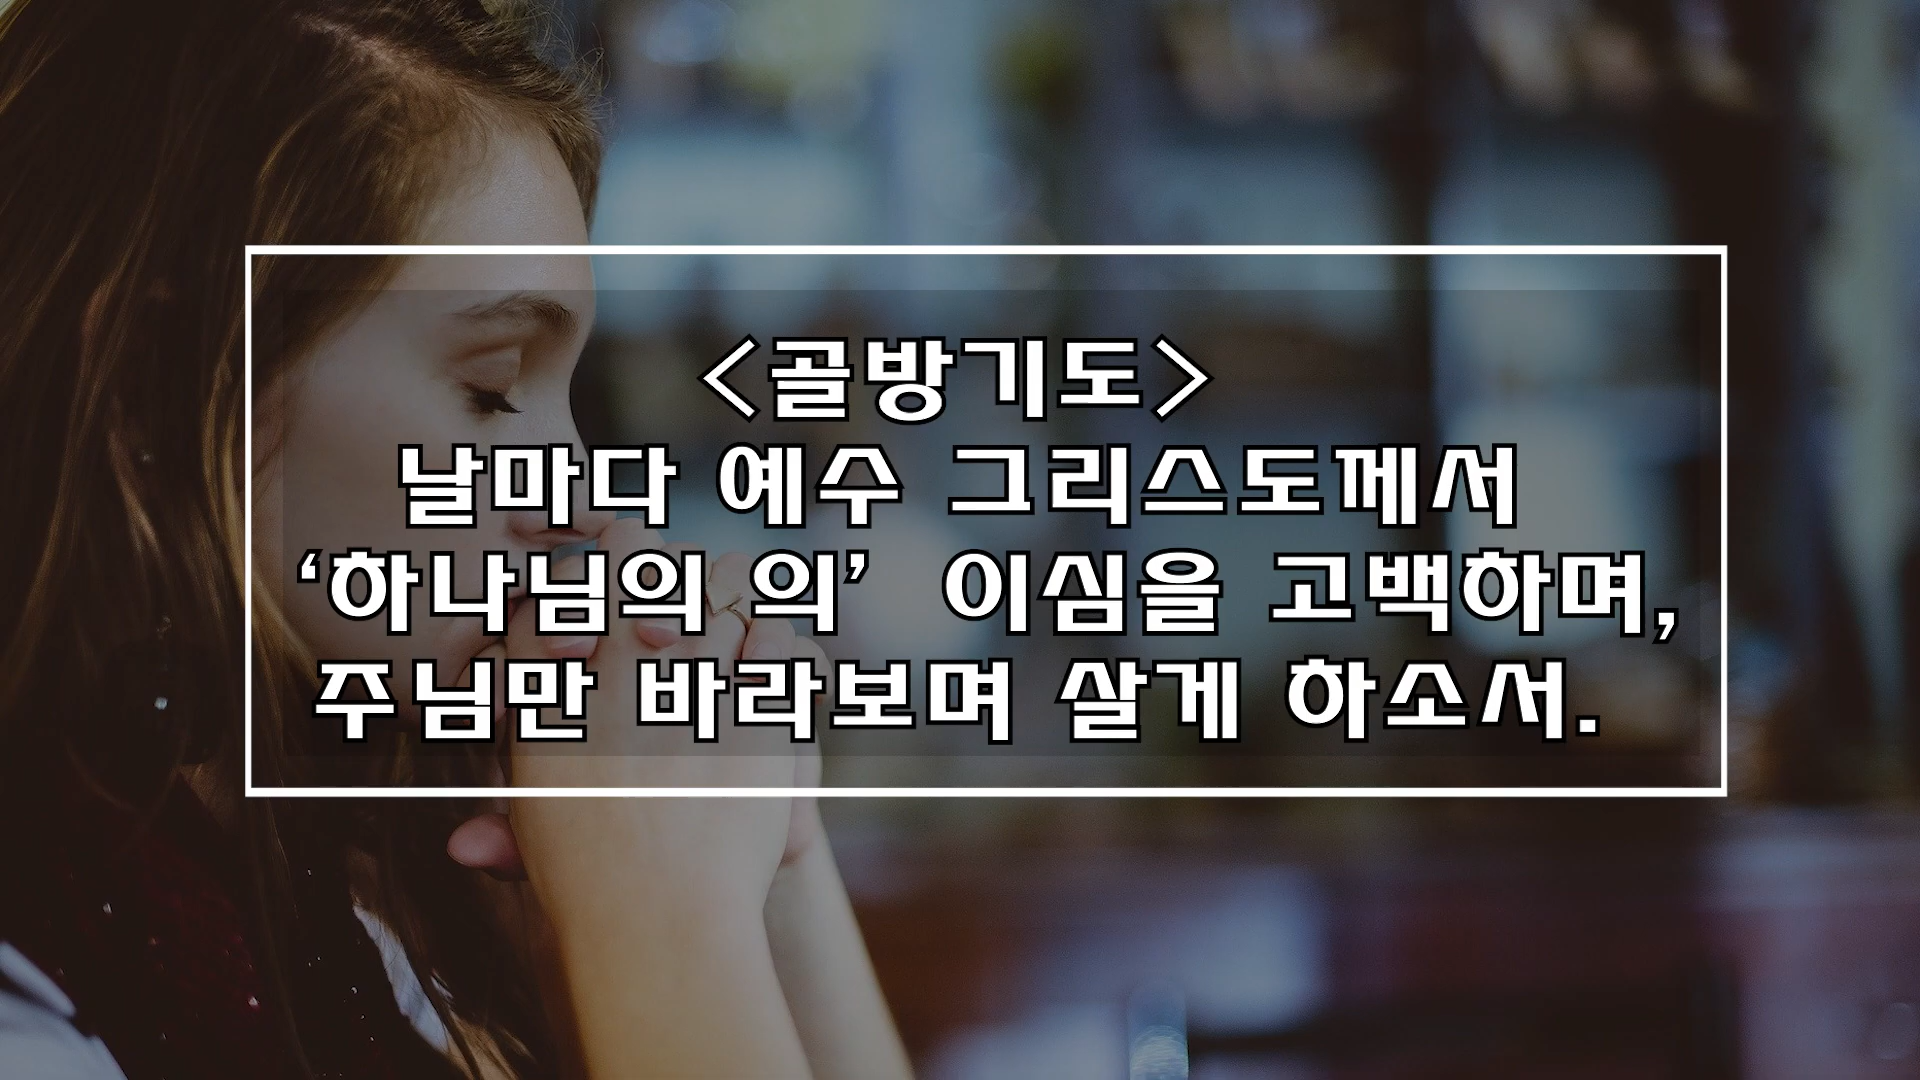 <골방기도>
날마다 예수 그리스도께서
‘하나님의 의’ 이심을 고백하며,
주님만 바라보며 살게 하소서.